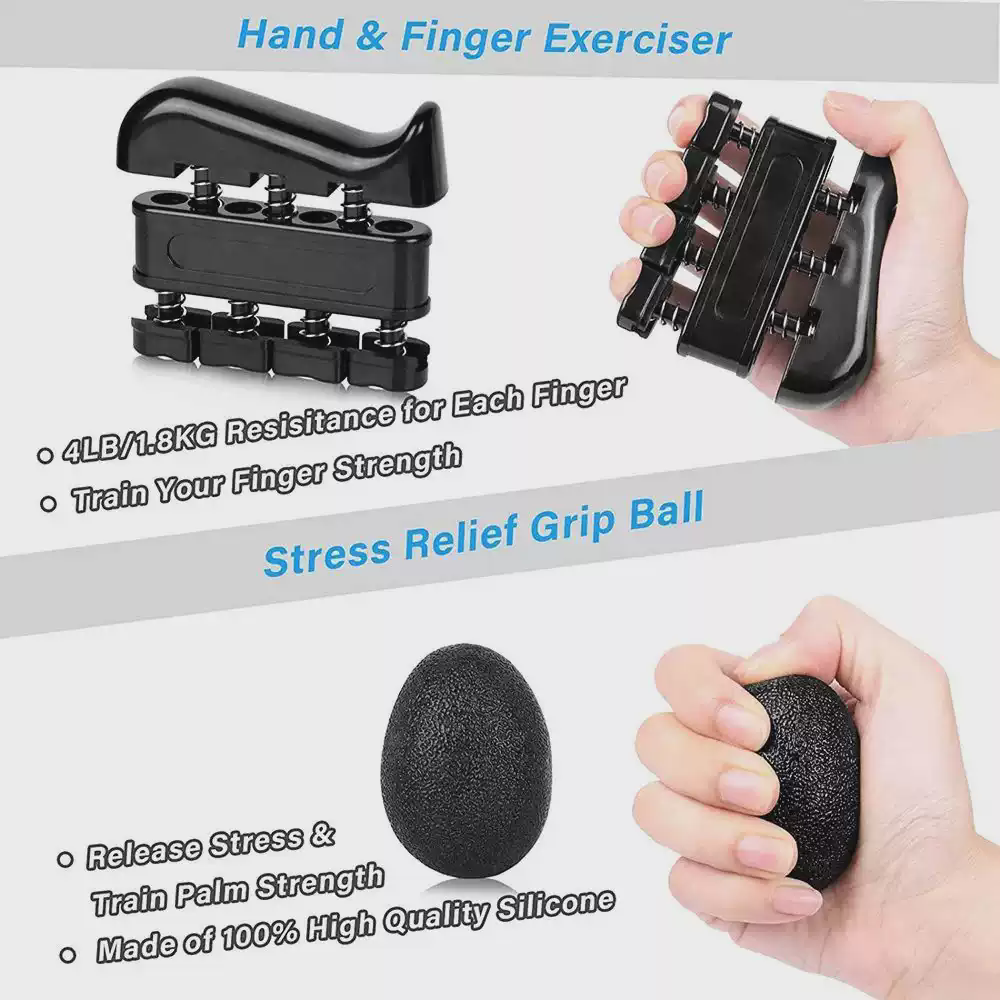 Hand & Finger Exerciser
4LB/1.8KG Resisitance for Each Finger
Train Your Finger Strength
Stress Relief Grip Ball
Release Stress &
Train Palm Strength
Made of 100% High Quality Silicone